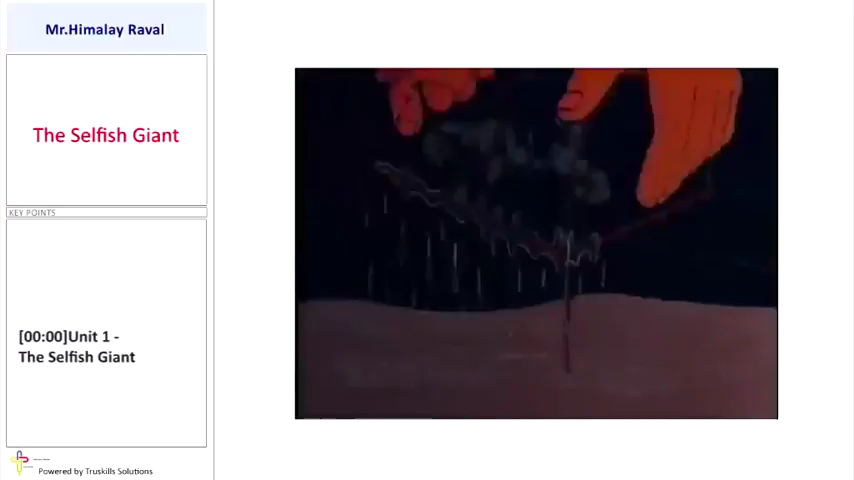 Mr.Himalay Raval
The Selfish Giant
KEY POINTS
[00:00]Unit 1 -
The Selfish Giant
Powered by Truskills Solutions